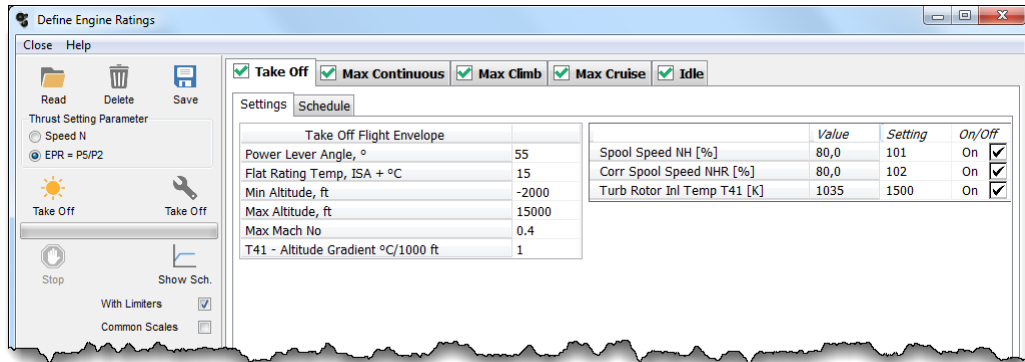 Define Engine Ratings
Close Help
Read Delete Save
Thrust Setting Parameter
Speed N
EPR = P5/P2
Take Off Take Off
Stop Show Sch.
With Limiters
Common Scales
Take Off Max Continuous Max Climb Max Cruise Idle
Settings Schedule
Take Off Flight Envelope
Power Lever Angle, º 55
Flat Rating Temp, ISA + ºC 15
Min Altitude, ft -2000
Max Altitude, ft 15000
Max Mach No 0.4
T41 - Altitude Gradient ºC/1000 ft 1
Value Setting On/Off
Spool Speed NH [%] 80,0 101 On
Corr Spool Speed NHR [%] 80,0 102 On
Turb Rotor Inl Temp T41 [K] 1035 1500 On